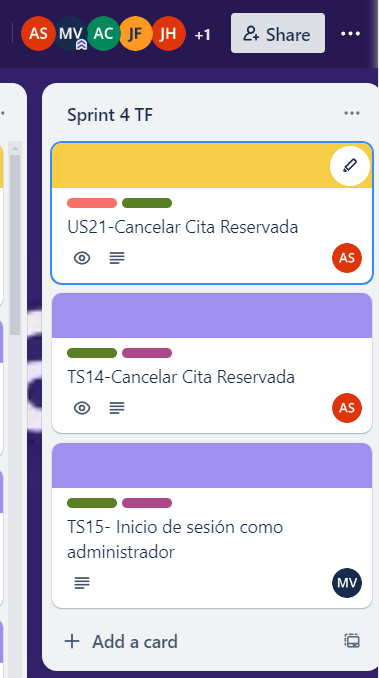 AS MV AC JF JH +1 Share
Sprint 4 TF
US21-Cancelar Cita Reservada
AS
TS14-Cancelar Cita Reservada
AS
TS15- Inicio de sesión como
administrador
MV
+ Add a card